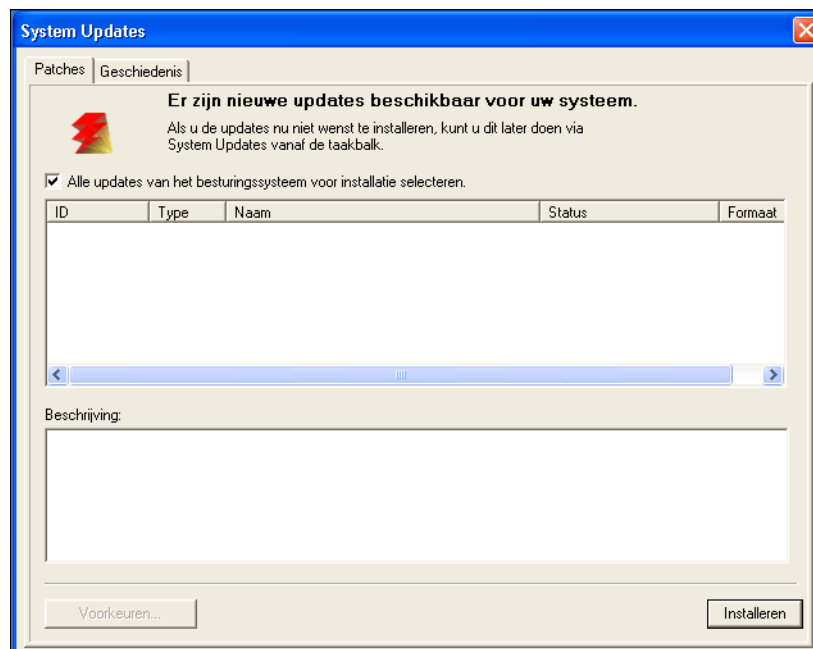 System Updates
Patches
Geschiedenis
Er zijn nieuwe updates beschikbaar voor uw systeem.
Als u de updates nu niet wenst te installeren, kunt u dit later doen via
System Updates vanaf de taakbalk.
Alle updates van het besturingssysteem voor installatie selecteren.
ID Type Naam Status Formaat
Beschrijving:
Voorkeuren... Installeren